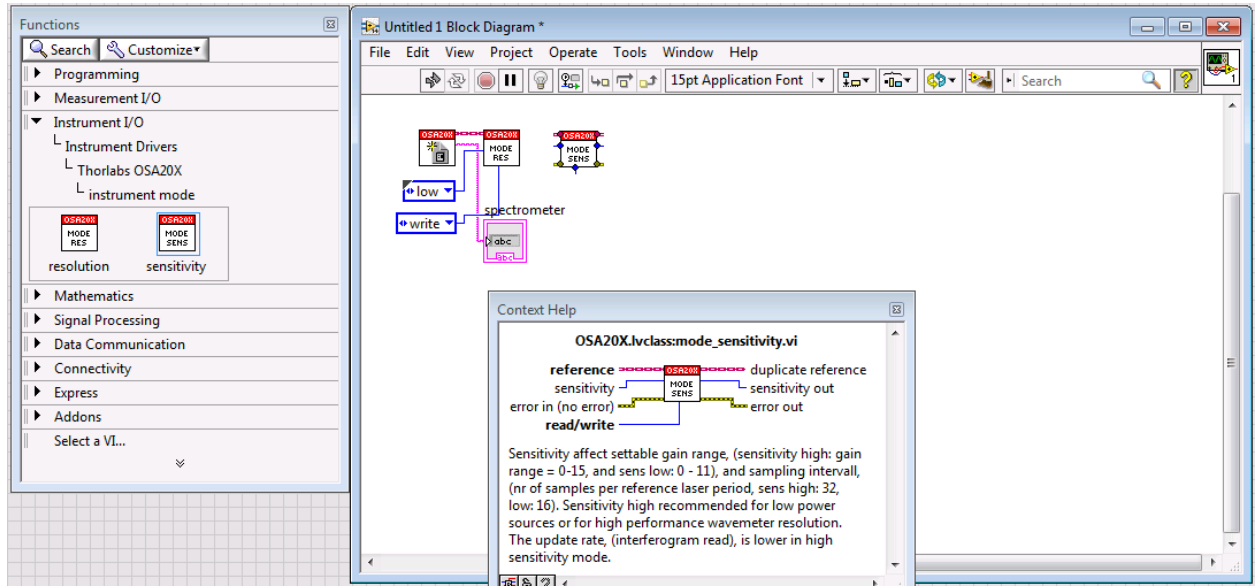 Functions
Search Customize
Programming
Measurement I/O
Instrument I/O
Instrument Drivers
Thorlabs OSA20X
instrument mode
OSA20X OSA20X
MODE MODE
RES SENS
resolution sensitivity
Mathematics
Signal Processing
Data Communication
Connectivity
Express
Addons
Select a VI...
Untitled 1 Block Diagram *
File Edit View Project Operate Tools Window Help
15pt Application Font Search ? 1
OSA20X OSA20X OSA20X
MODE MODE
RES SENS
low
write
spectrometer
abc
abc
Context Help
OSA20X.lvclass:mode_sensitivity.vi
reference OSA20X duplicate reference
sensitivity MODE sensitivity out
SENS
error in (no error) error out
read/write
Sensitivity affect settable gain range, (sensitivity high: gain
range = 0-15, and sens low: 0 - 11), and sampling intervall,
(nr of samples per reference laser period, sens high: 32,
low: 16). Sensitivity high recommended for low power
sources or for high performance wavemeter resolution.
The update rate, (interferogram read), is lower in high
sensitivity mode.
?